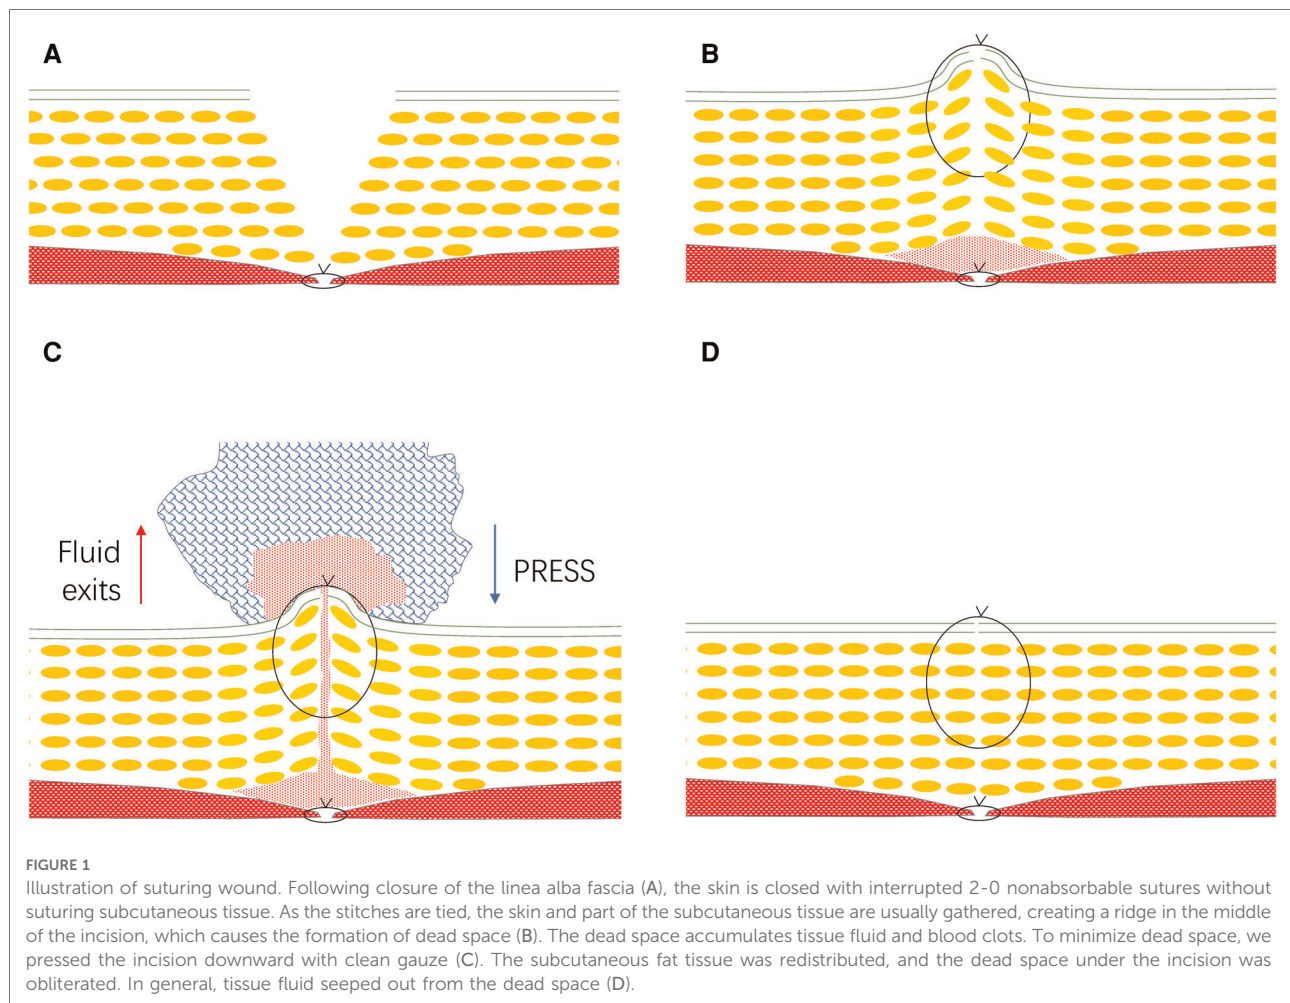 A
B
C
D
Fluid
exits
PRESS
FIGURE 1
Illustration of suturing wound. Following closure of the linea alba fascia (A), the skin is closed with interrupted 2-0 nonabsorbable sutures without
suturing subcutaneous tissue. As the stitches are tied, the skin and part of the subcutaneous tissue are usually gathered, creating a ridge in the middle
of the incision, which causes the formation of dead space (B). The dead space accumulates tissue fluid and blood clots. To minimize dead space, we
pressed the incision downward with clean gauze (C). The subcutaneous fat tissue was redistributed, and the dead space under the incision was
obliterated. In general, tissue fluid seeped out from the dead space (D).